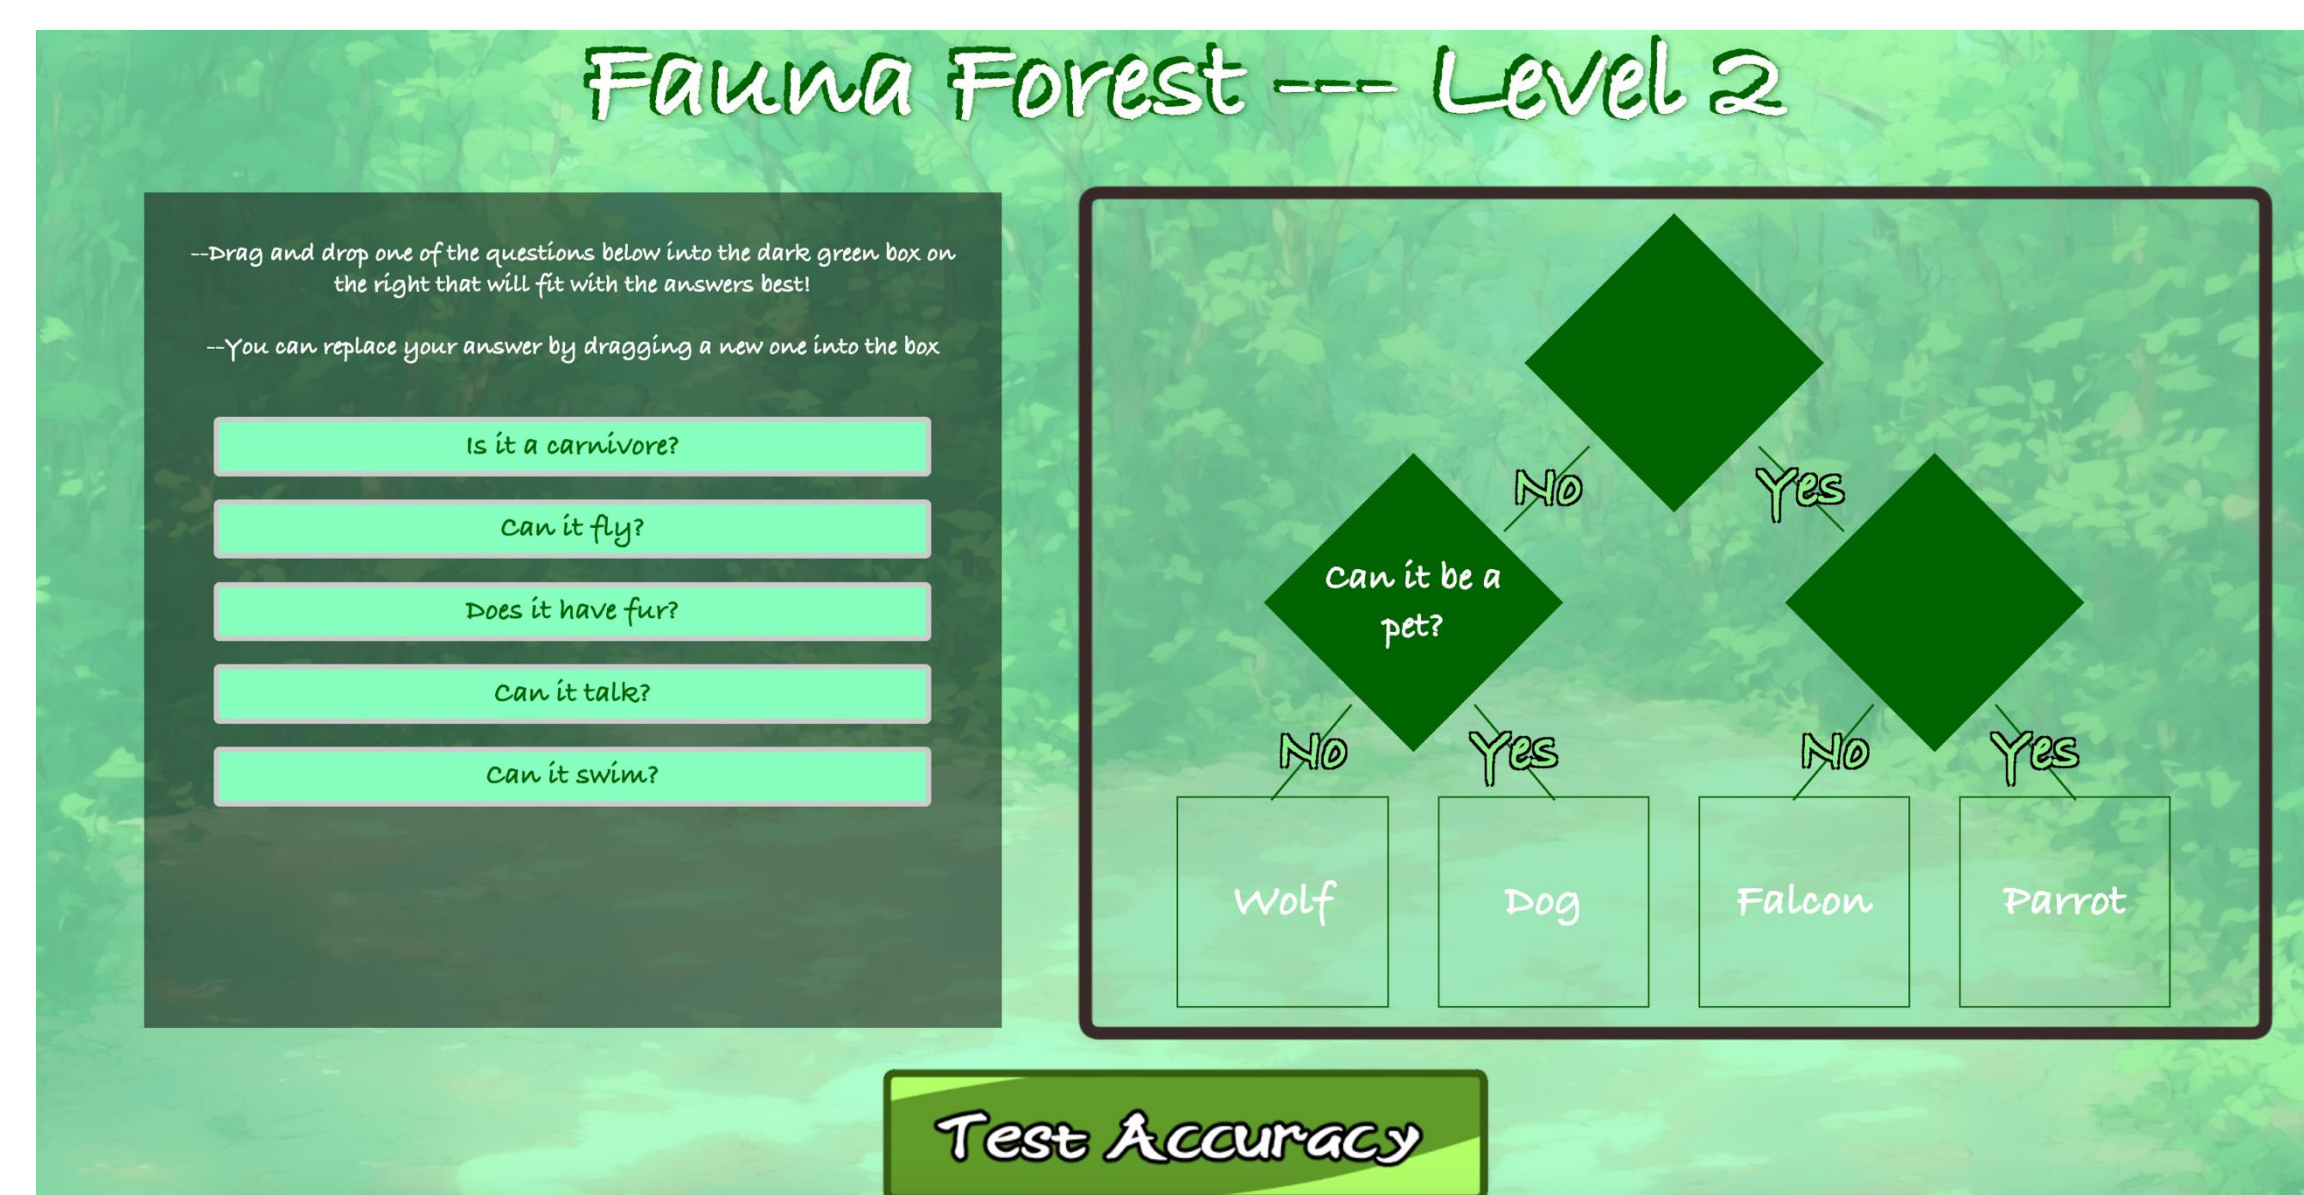 Fauna Forest --- Level 2
--Drag and drop one of the questions below into the dark green box on
the right that will fit with the answers best!
--You can replace your answer by dragging a new one into the box
Is it a carnivore?
Can it fly?
Does it have fur?
Can it talk?
Can it swim?
No
Yes
Can it be a
pet?
No
Yes
No
Yes
Wolf
Dog
Falcon
Parrot
Test Accuracy